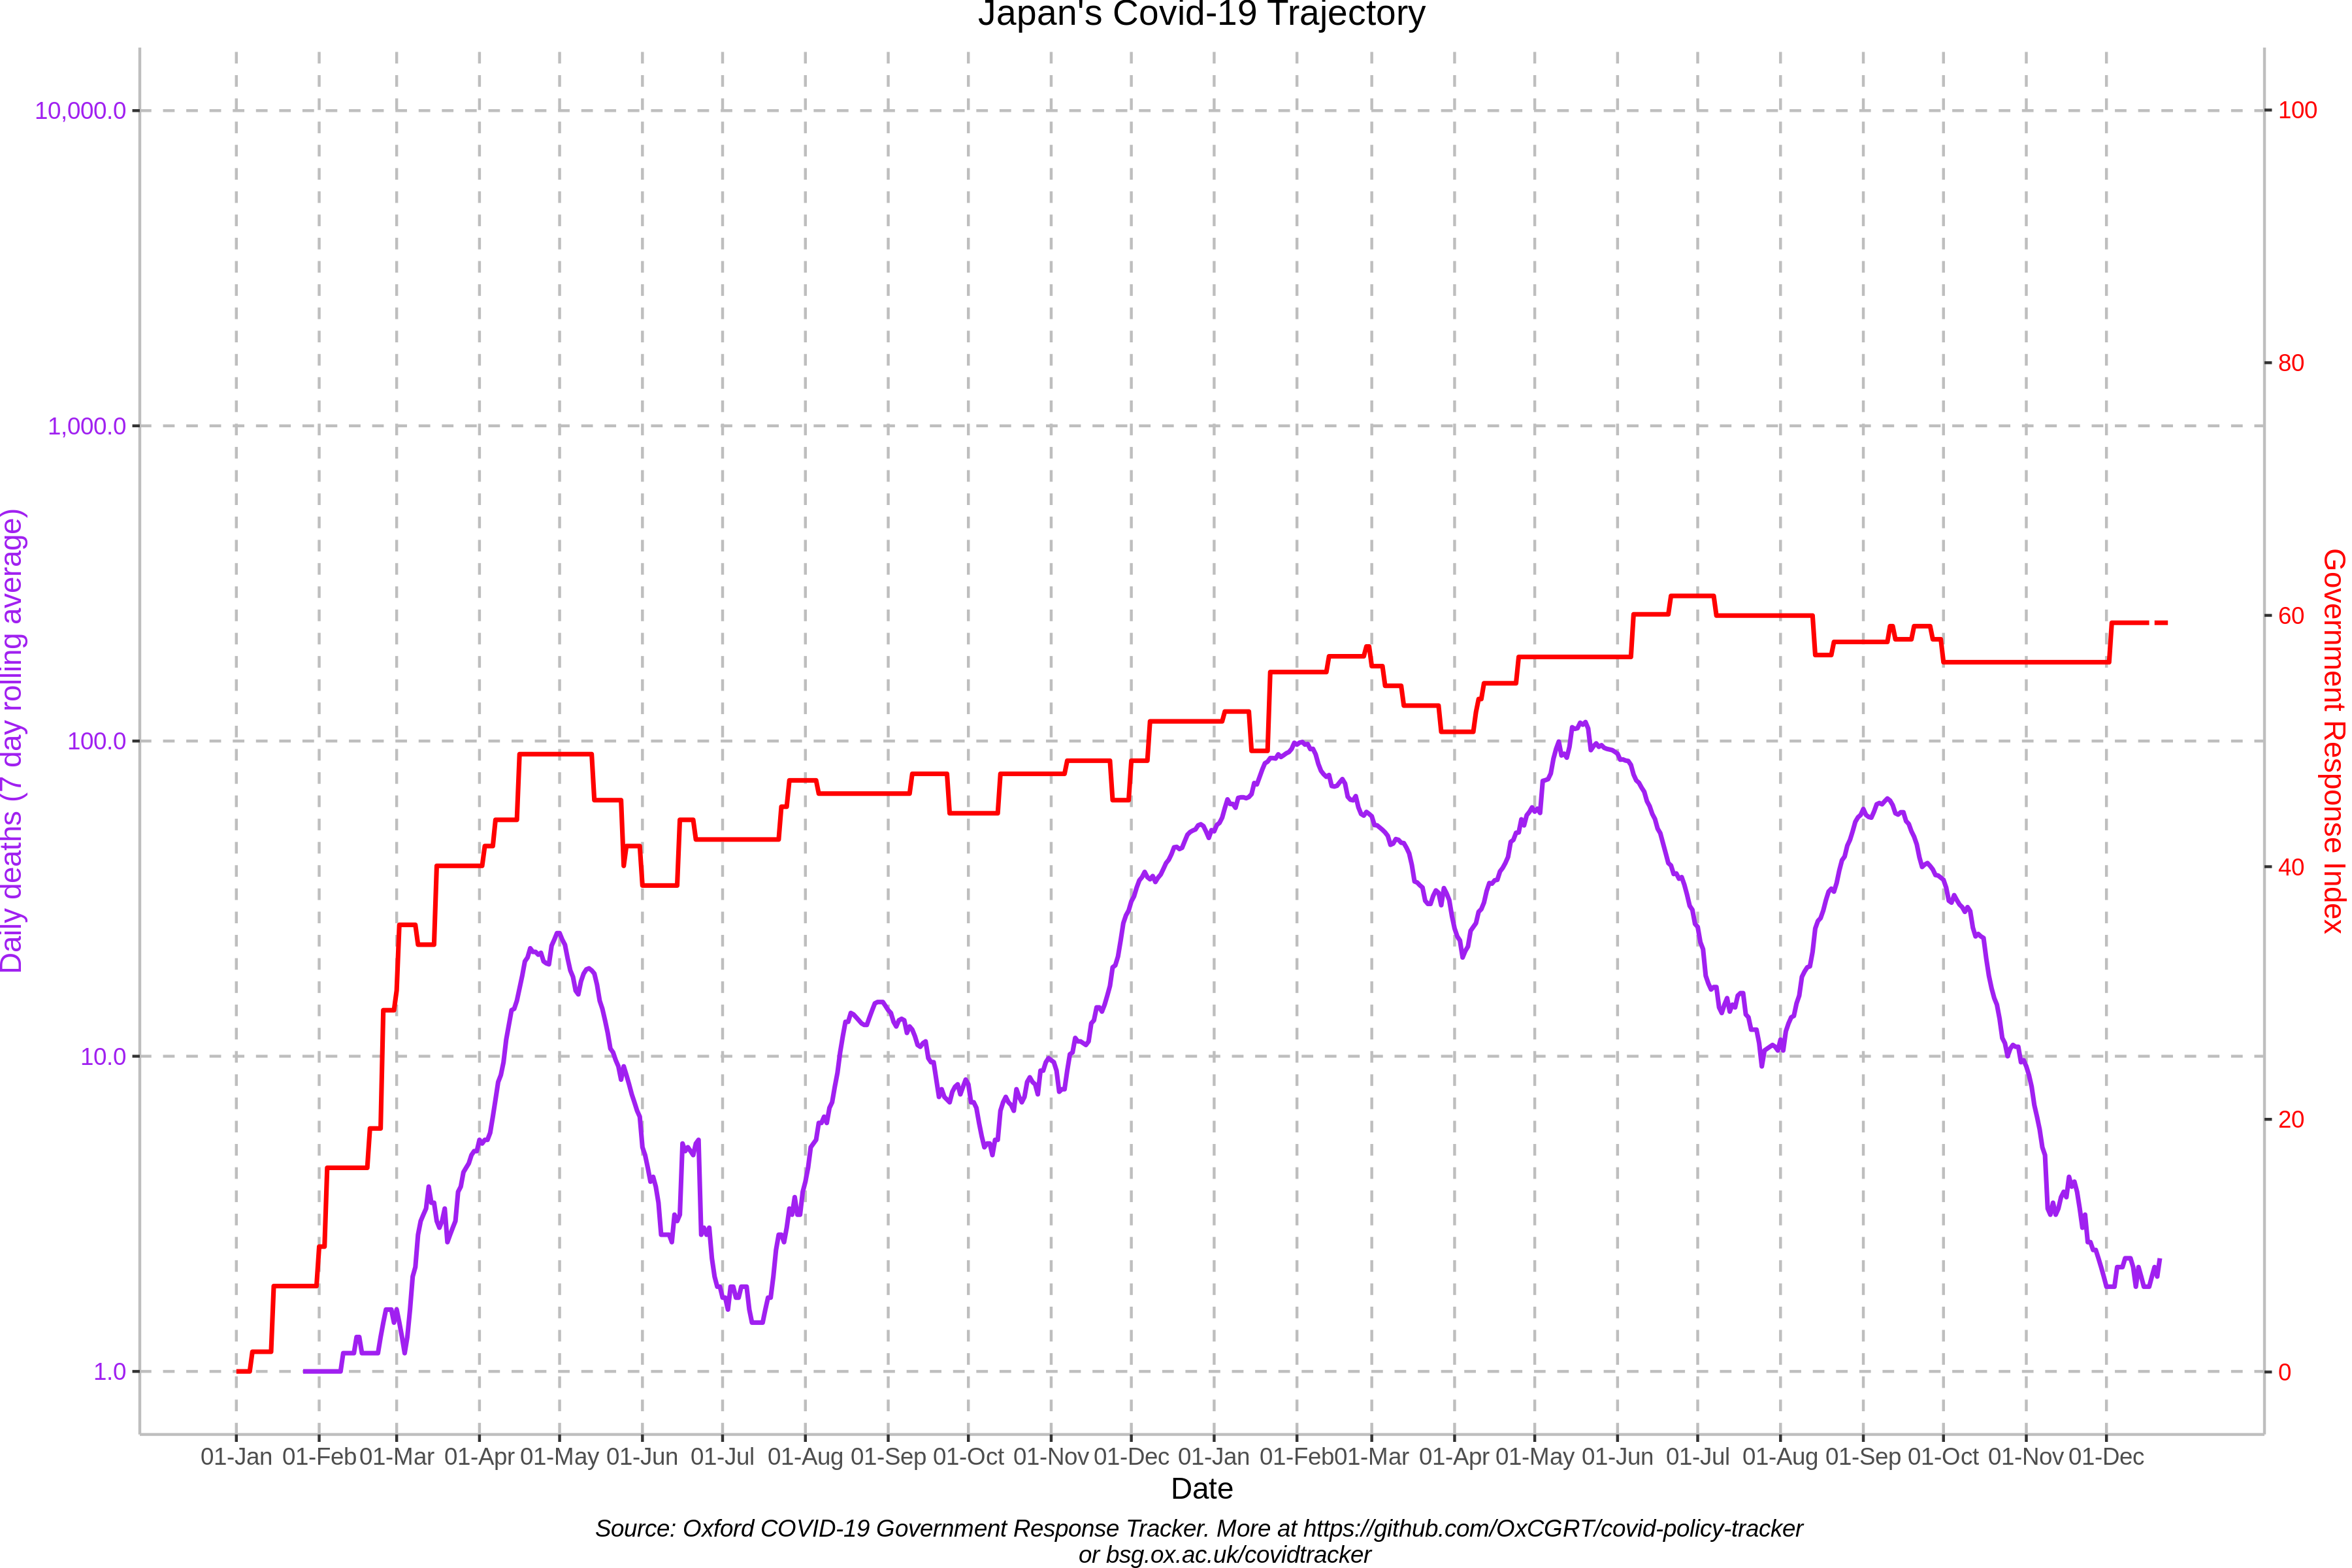 Japan's Covid-19 Trajectory
10,000.0
1,000.0
100.0
10.0
1.0
Daily deaths (7 day rolling average)
100
80
60
40
20
0
Government Response Index
01-Jan 01-Feb 01-Mar 01-Apr 01-May 01-Jun 01-Jul 01-Aug 01-Sep 01-Oct 01-Nov 01-Dec 01-Jan 01-Feb 01-Mar 01-Apr 01-May 01-Jun 01-Jul 01-Aug 01-Sep 01-Oct 01-Nov 01-Dec
Date
Source: Oxford COVID-19 Government Response Tracker. More at https://github.com/OxCGRT/covid-policy-tracker
or bsg.ox.ac.uk/covidtracker